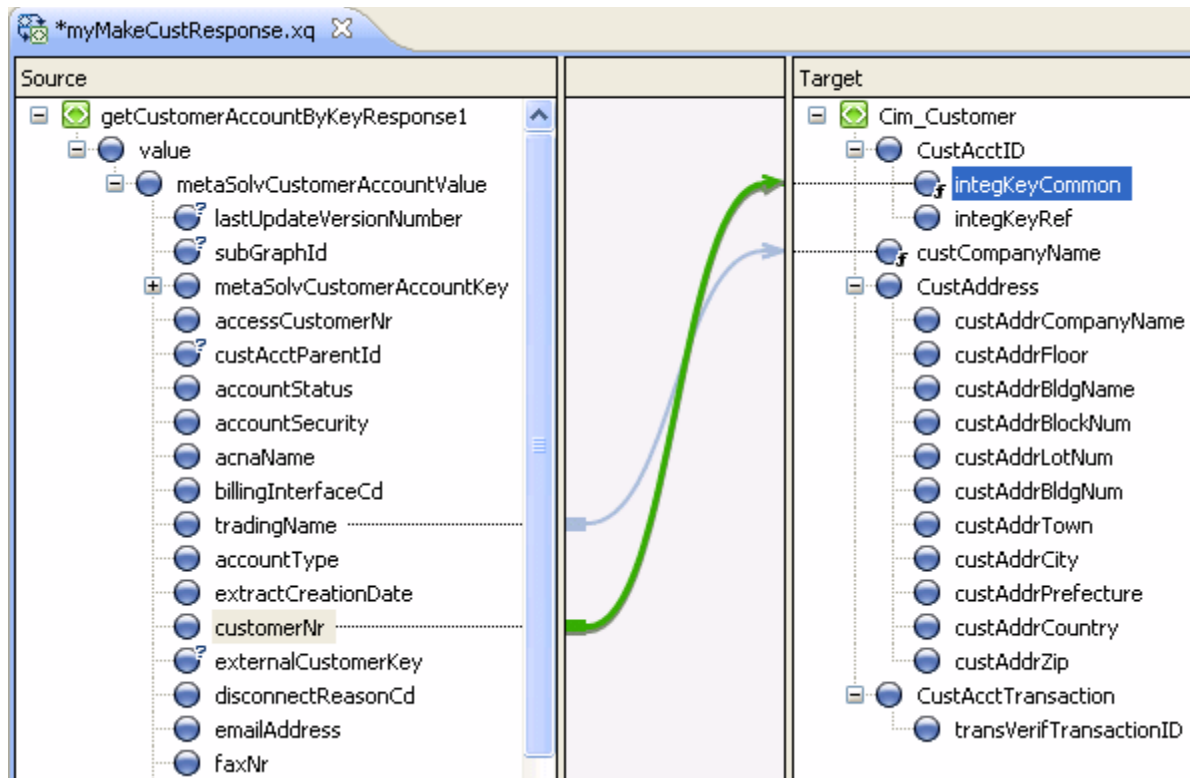 *myMakeCustResponse.xq
Source
getCustomerAccountByKeyResponse1
value
metaSolvCustomerAccountValue
lastUpdateVersionNumber
subGraphId
metaSolvCustomerAccountKey
accessCustomerNr
custAcctParentId
accountStatus
accountSecurity
acnaName
billingInterfaceCd
tradingName
accountType
extractCreationDate
customerNr
externalCustomerKey
disconnectReasonCd
emailAddress
faxNr
Target
Cim_Customer
CustAcctID
integKeyCommon
integKeyRef
custCompanyName
CustAddress
custAddrCompanyName
custAddrFloor
custAddrBldgName
custAddrBlockNum
custAddrLotNum
custAddrBldgNum
custAddrTown
custAddrCity
custAddrPrefecture
custAddrCountry
custAddrZip
CustAcctTransaction
transVerifTransactionID